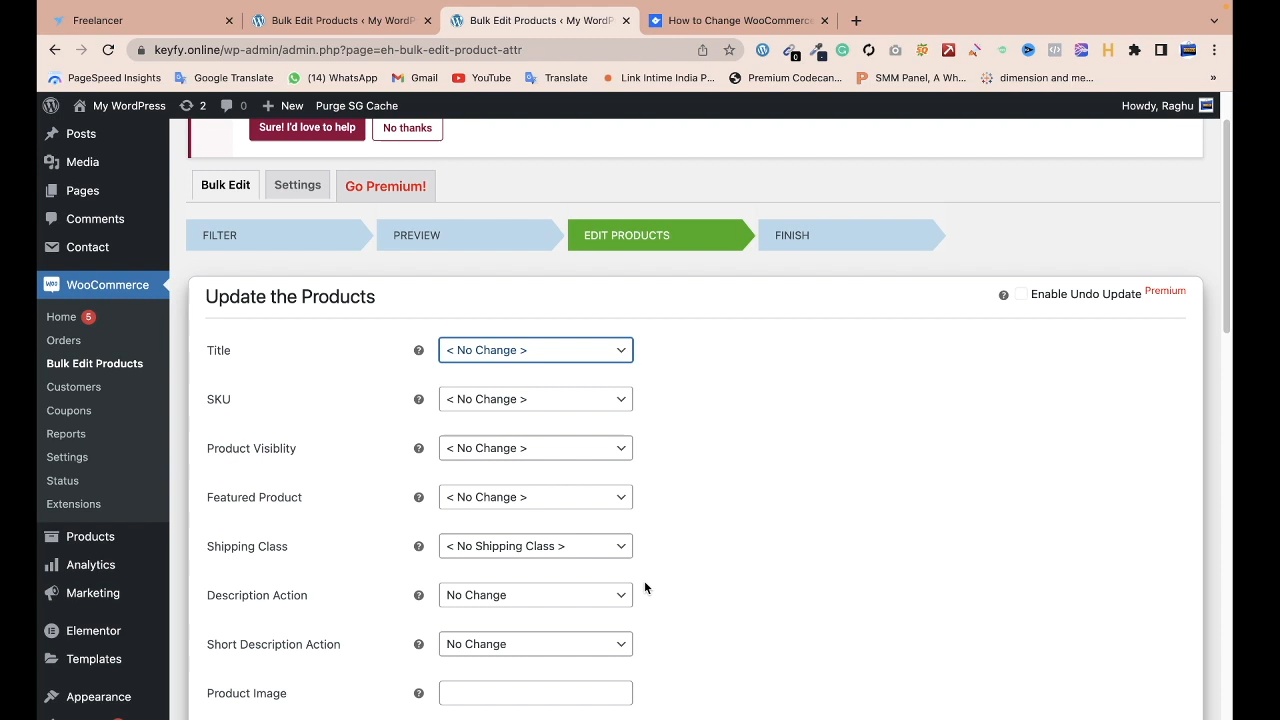 Freelancer
Bulk Edit Products ‹ My WordP
Bulk Edit Products ‹ My WordP
How to Change WooCommerce
keyfy.online/wp-admin/admin.php?page=eh-bulk-edit-product-attr
PageSpeed Insights
Google Translate
(14) WhatsApp
Gmail
YouTube
Translate
Link Intime India P...
Premium Codecan...
SMM Panel, A Wh...
dimension and me...
»
My WordPress
2
0
New
Purge SG Cache
Howdy, Raghu
Posts
Media
Pages
Comments
Contact
WooCommerce
Home 5
Orders
Bulk Edit Products
Customers
Coupons
Reports
Settings
Status
Extensions
Products
Analytics
Marketing
Elementor
Templates
Appearance
Sure! I'd love to help
No thanks
Bulk Edit
Settings
Go Premium!
FILTER
PREVIEW
EDIT PRODUCTS
FINISH
Update the Products
Enable Undo Update Premium
Title
< No Change >
SKU
< No Change >
Product Visiblity
< No Change >
Featured Product
< No Change >
Shipping Class
< No Shipping Class >
Description Action
No Change
Short Description Action
No Change
Product Image